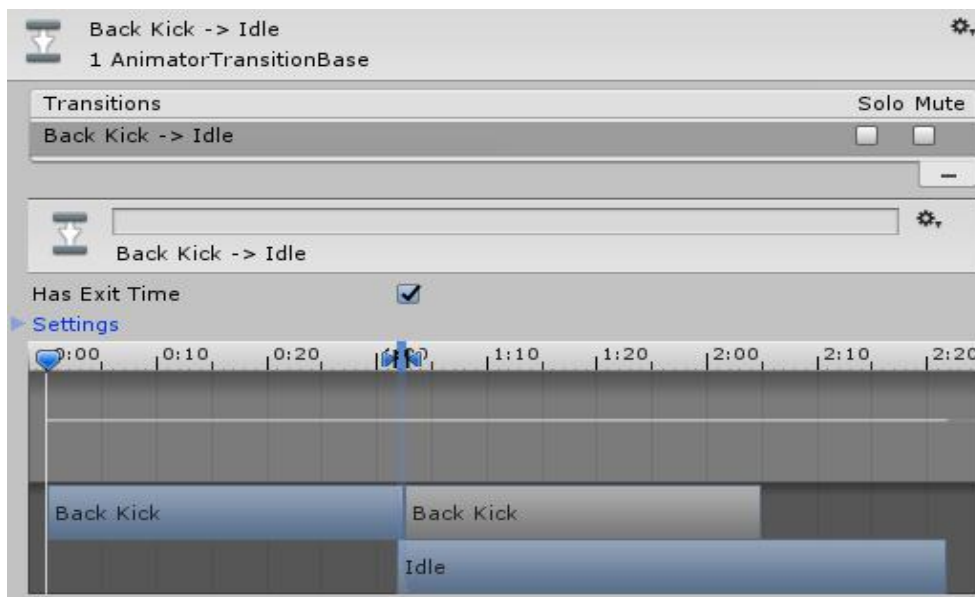 Back Kick -> Idle
1 AnimatorTransitionBase
Transitions Solo Mute
Back Kick -> Idle
Back Kick -> Idle
Has Exit Time
Settings
0:00 0:10 0:20 1:00 1:10 1:20 2:00 2:10 2:20
Back Kick Back Kick
Idle